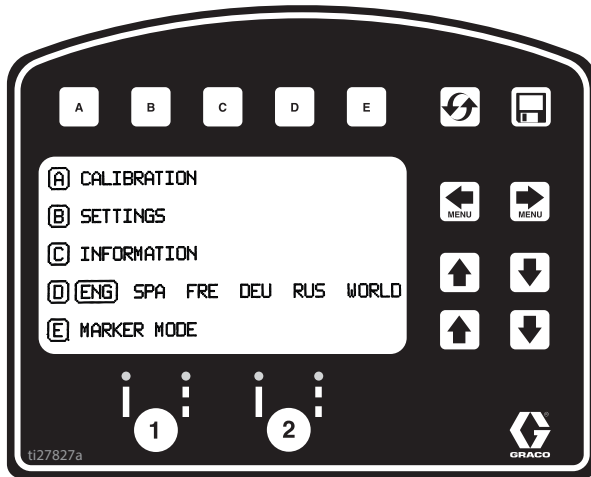 A B C D E
A CALIBRATION
MENU MENU
B SETTINGS
C INFORMATION
D ENG SPA FRE DEU RUS WORLD
E MARKER MODE
1 2
ti27827a
GRACO